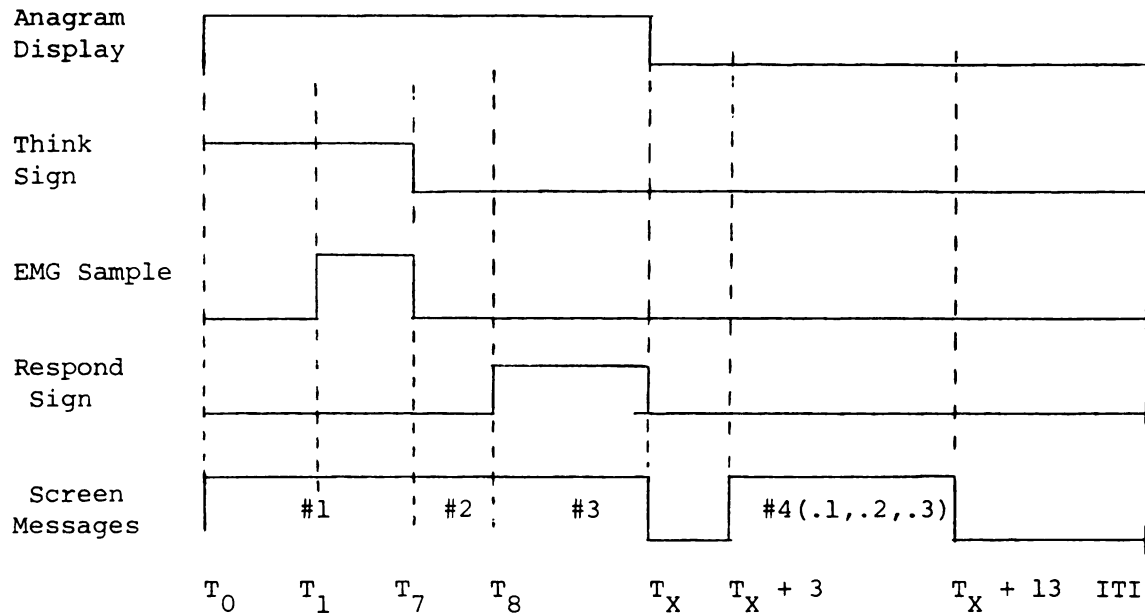 Anagram
Display
Think
Sign
EMG Sample
Respond
Sign
Screen
Messages
#1 #2 #3 #4(.1,.2,.3)
T0 T1 T7 T8 TX TX + 3 TX + 13 ITI